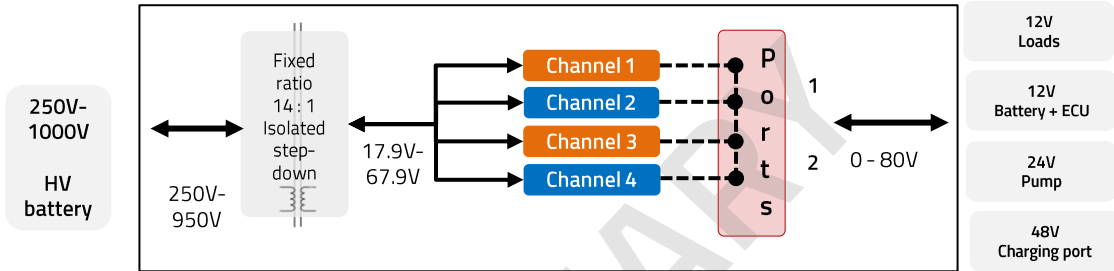 250V-
1000V
HV
battery
250V-
950V
Fixed
ratio
14 : 1
Isolated
step-
down
17.9V-
67.9V
Channel 1
Channel 2
Channel 3
Channel 4
Ports
1
2
0 - 80V
12V
Loads
12V
Battery + ECU
24V
Pump
48V
Charging port